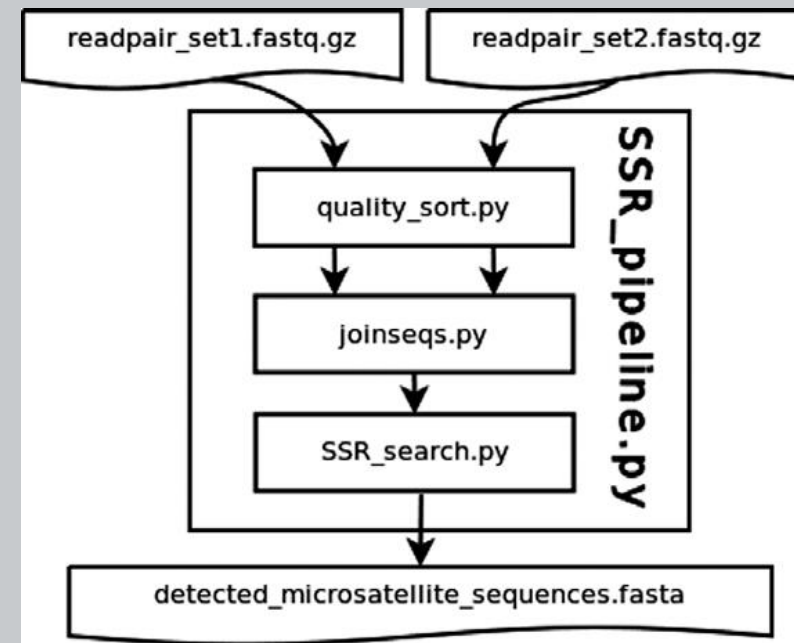 readpair_set1.fastq.gz
readpair_set2.fastq.gz
SSR_pipeline.py
quality_sort.py
joinseqs.py
SSR_search.py
detected_microsatellite_sequences.fasta